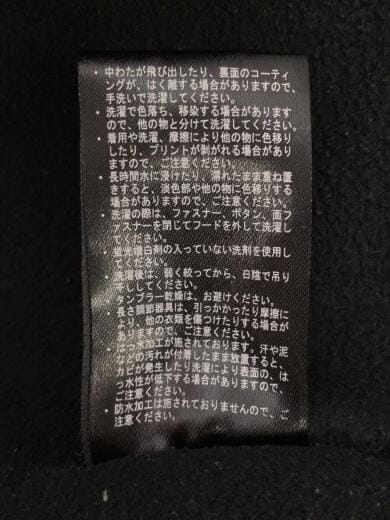 ・中わたが飛び出したり、裏面のコーティ
ングが、はく離する場合がありますので、
手洗いで洗濯してください。
・洗濯で色落ち、移染する場合があります
ので、他の物と分けて洗濯してください。
・着用や洗濯、摩擦により他の物に色移り
したり、プリントが剥がれる場合があり
ますので、ご注意ください。
・長時間水に浸けたり、濡れたまま重ね置
きすると、淡色部や他の物に色移りする
場合がありますので、ご注意ください。
・洗濯の際は、ファスナー、ボタン、面フ
ァスナーを閉じてフードを外して洗濯し
てください。
・蛍光増白剤の入っていない洗剤を使用し
てください。
・洗濯後は、弱く絞ってから、日陰で吊り
干ししてください。
タンブラー乾燥は、お避けください。
・長さ調節器具は、引っかかったり摩擦に
より、他の衣類を傷つけたりする場合が
ありますので、ご注意ください。
・はっ水加工が施されております。汗や泥
などの汚れが付着したまま放置すると、
カビが発生したり洗濯により表面の、は
っ水性が低下する場合がありますので、
ご注意ください。
・防水加工は施されておりませんので、ご
注意ください。